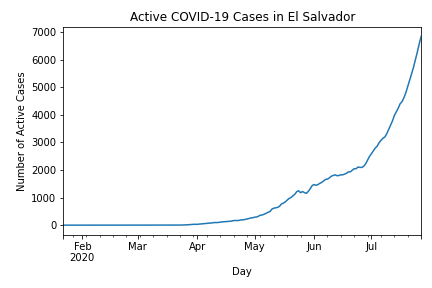 Active COVID-19 Cases in El Salvador
7000
6000
5000
4000
3000
2000
1000
0
Number of Active Cases
Feb
2020
Mar
Apr
May
Jun
Jul
Day